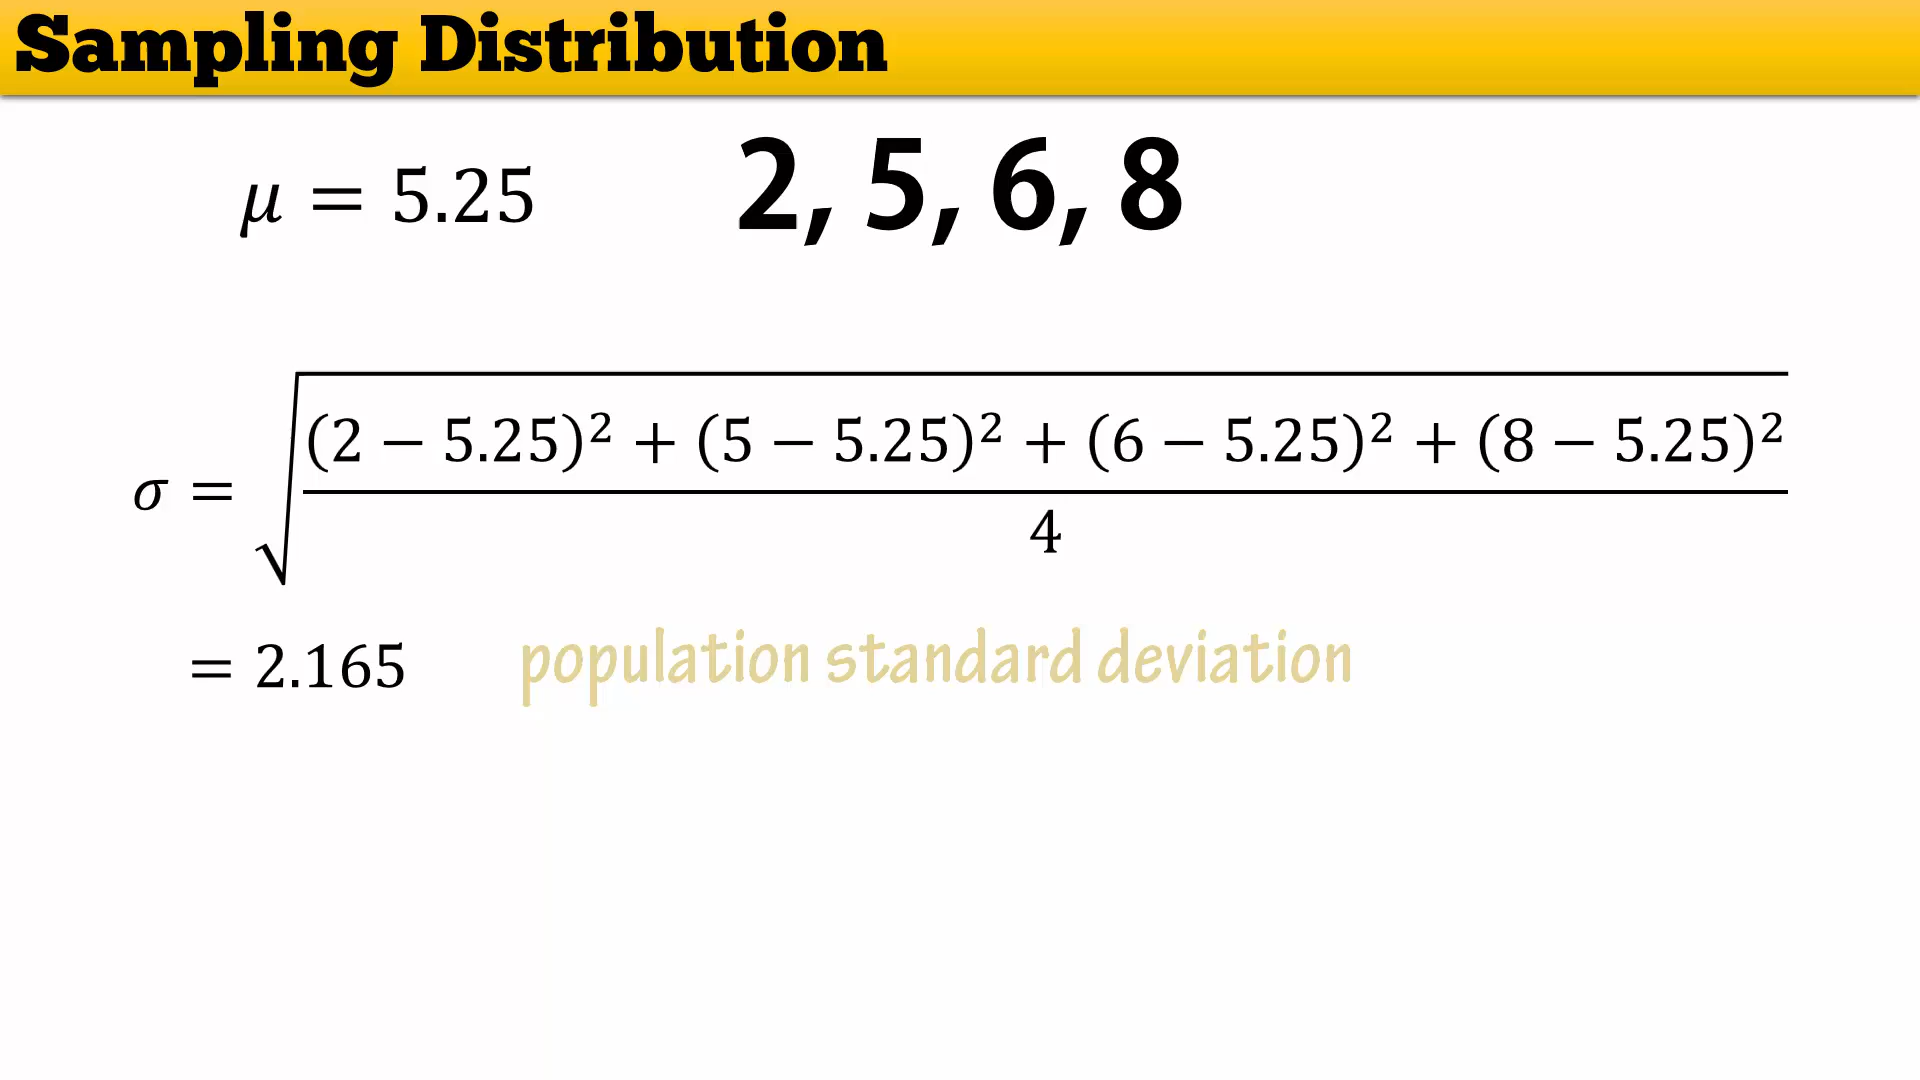 Sampling Distribution
μ = 5.25
2, 5, 6, 8
σ = √((2 − 5.25)² + (5 − 5.25)² + (6 − 5.25)² + (8 − 5.25)² / 4)
= 2.165
population standard deviation